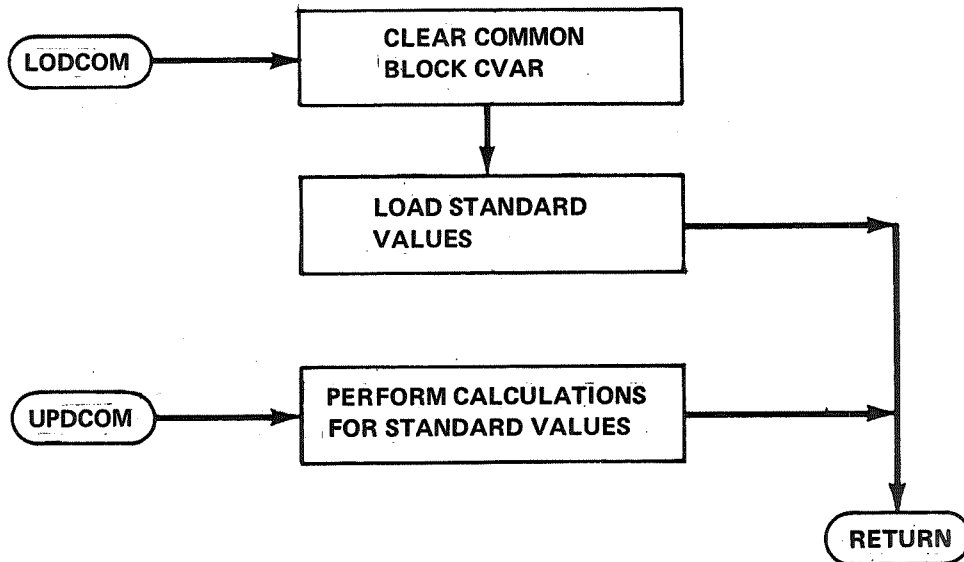 LODCOM
CLEAR COMMON
BLOCK CVAR
LOAD STANDARD
VALUES
UPDCOM
PERFORM CALCULATIONS
FOR STANDARD VALUES
RETURN